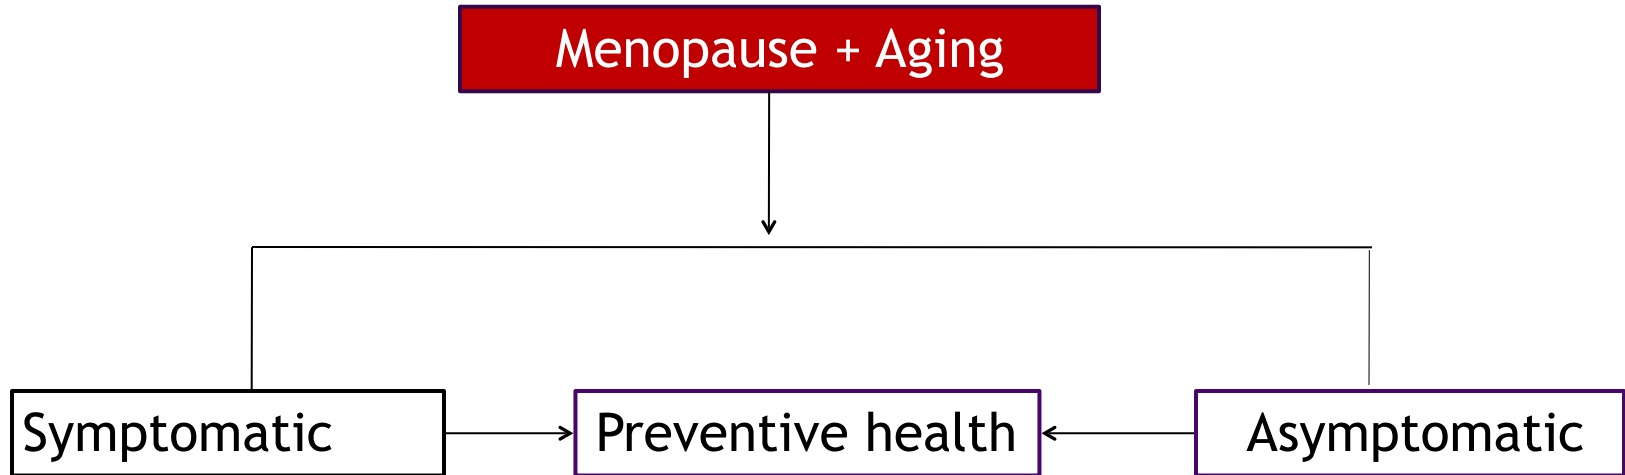 Menopause + Aging
Symptomatic
Preventive health
Asymptomatic